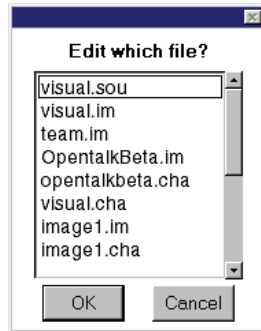 Edit which file?
visual.sou
visual.im
team.im
OpentalkBeta.im
opentalkbeta.cha
visual.cha
image1.im
image1.cha
OK
Cancel